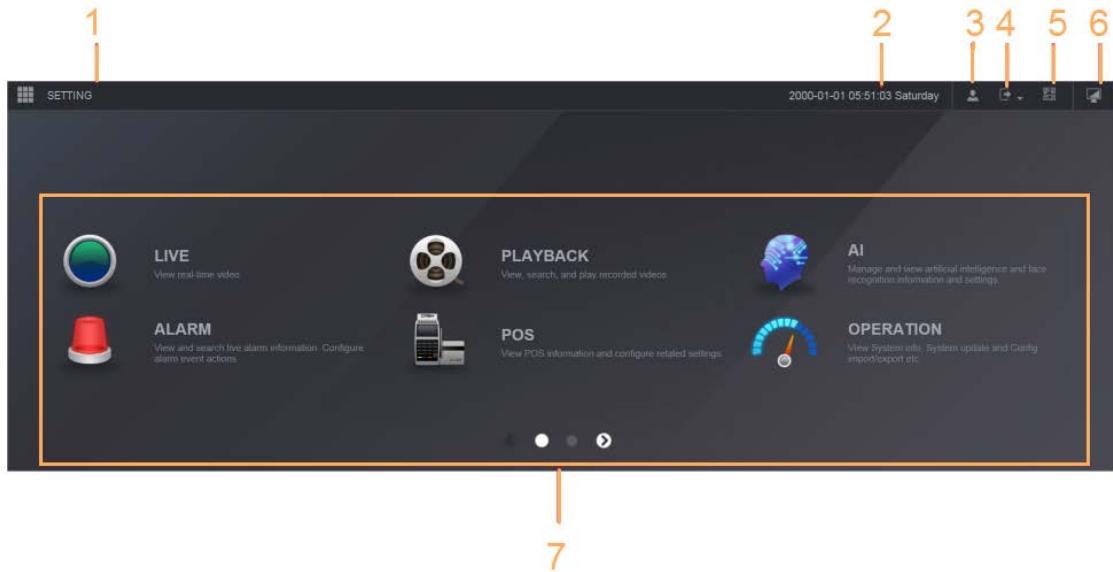 1 2 3 4 5 6
SETTING 2000-01-01 05:51:03 Saturday
LIVE
View real-time video
PLAYBACK
View, search, and play recorded videos.
AI
Manage and view artificial intelligence and face
recognition information and settings.
ALARM
View and search live alarm information. Configure
alarm event actions
POS
View POS information and configure related settings
OPERATION
View System info, System update and Config
import/export etc
7